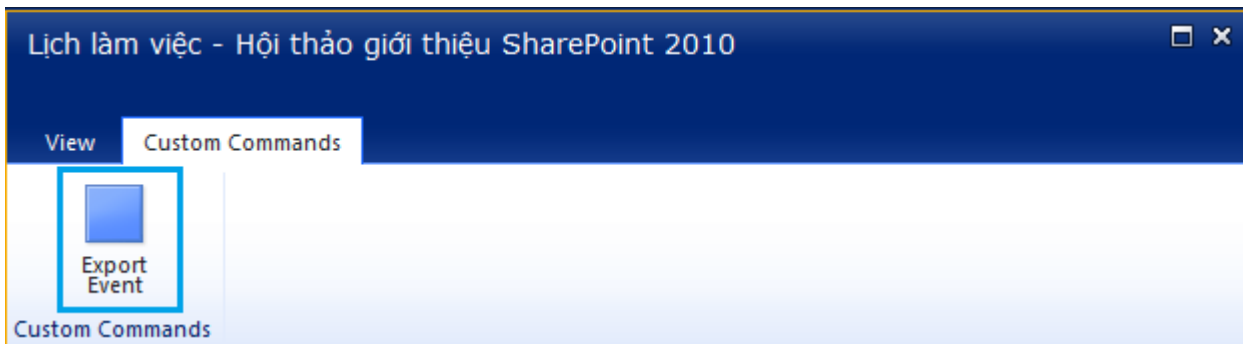 Lịch làm việc - Hội thảo giới thiệu SharePoint 2010
View Custom Commands
Export
Event
Custom Commands